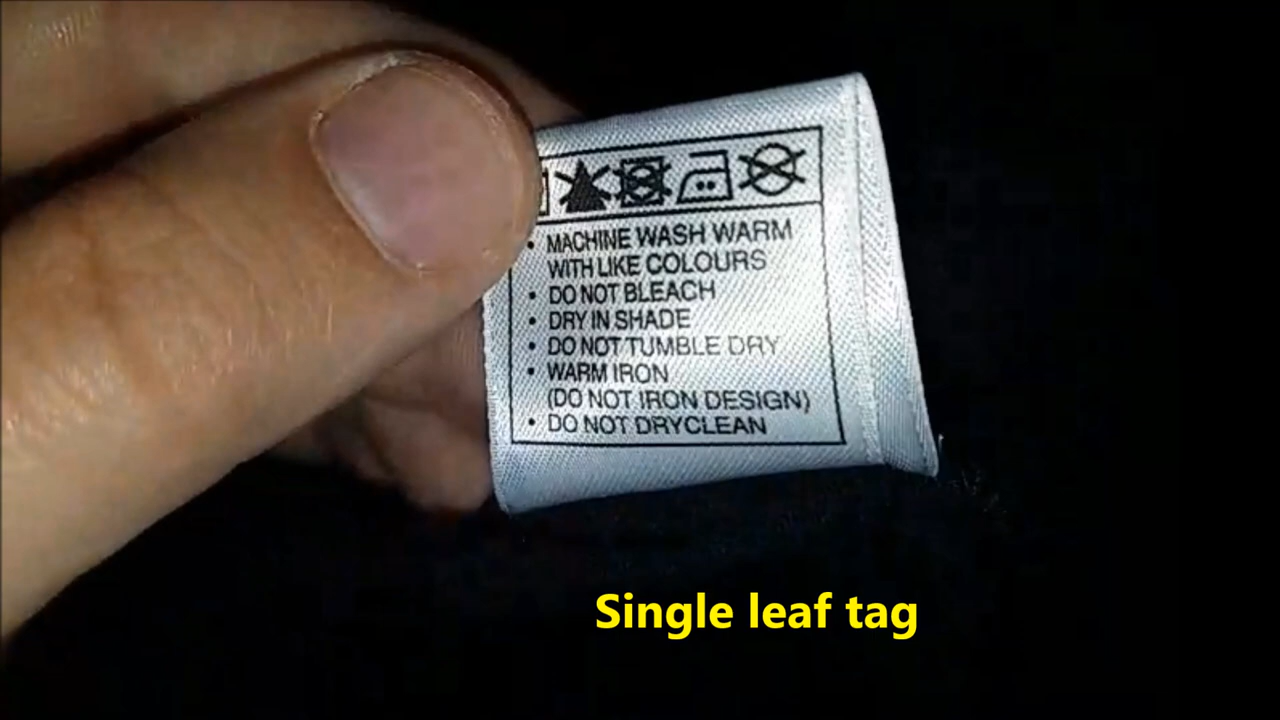 • MACHINE WASH WARM
WITH LIKE COLOURS
• DO NOT BLEACH
• DRY IN SHADE
• DO NOT TUMBLE DRY
• WARM IRON
(DO NOT IRON DESIGN)
• DO NOT DRYCLEAN
Single leaf tag